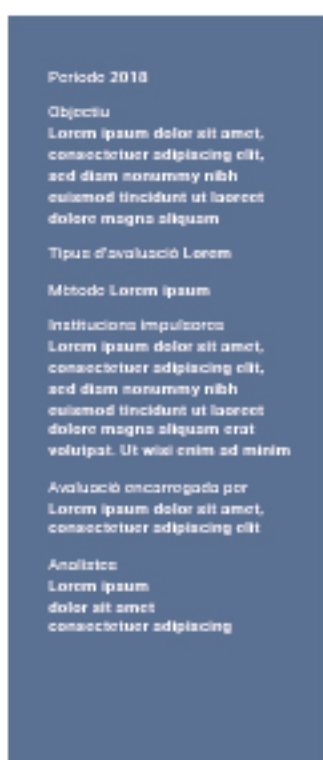 Període 2018
Objectiu
Lorem ipsum dolor sit amet,
consectetuer adipiscing elit,
sed diam nonummy nibh
euismod tincidunt ut laoreet
dolore magna aliquam
Tipus d'avaluació Lorem
Mètode Lorem ipsum
Institucions impulsores
Lorem ipsum dolor sit amet,
consectetuer adipiscing elit,
sed diam nonummy nibh
euismod tincidunt ut laoreet
dolore magna aliquam erat
volutpat. Ut wisi enim ad minim
Avaluació encarregada per
Lorem ipsum dolor sit amet,
consectetuer adipiscing elit
Analistes
Lorem ipsum
dolor sit amet
consectetuer adipiscing